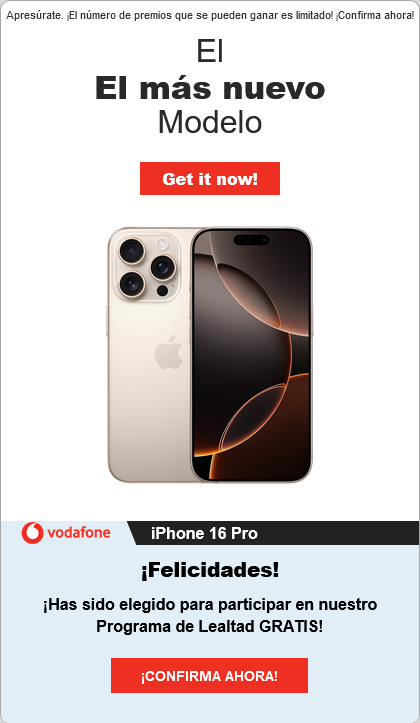 Apresúrate. ¡El número de premios que se pueden ganar es limitado! ¡Confirma ahora!
El
El más nuevo
Modelo
Get it now!
vodafone
iPhone 16 Pro
¡Felicidades!
¡Has sido elegido para participar en nuestro
Programa de Lealtad GRATIS!
¡CONFIRMA AHORA!